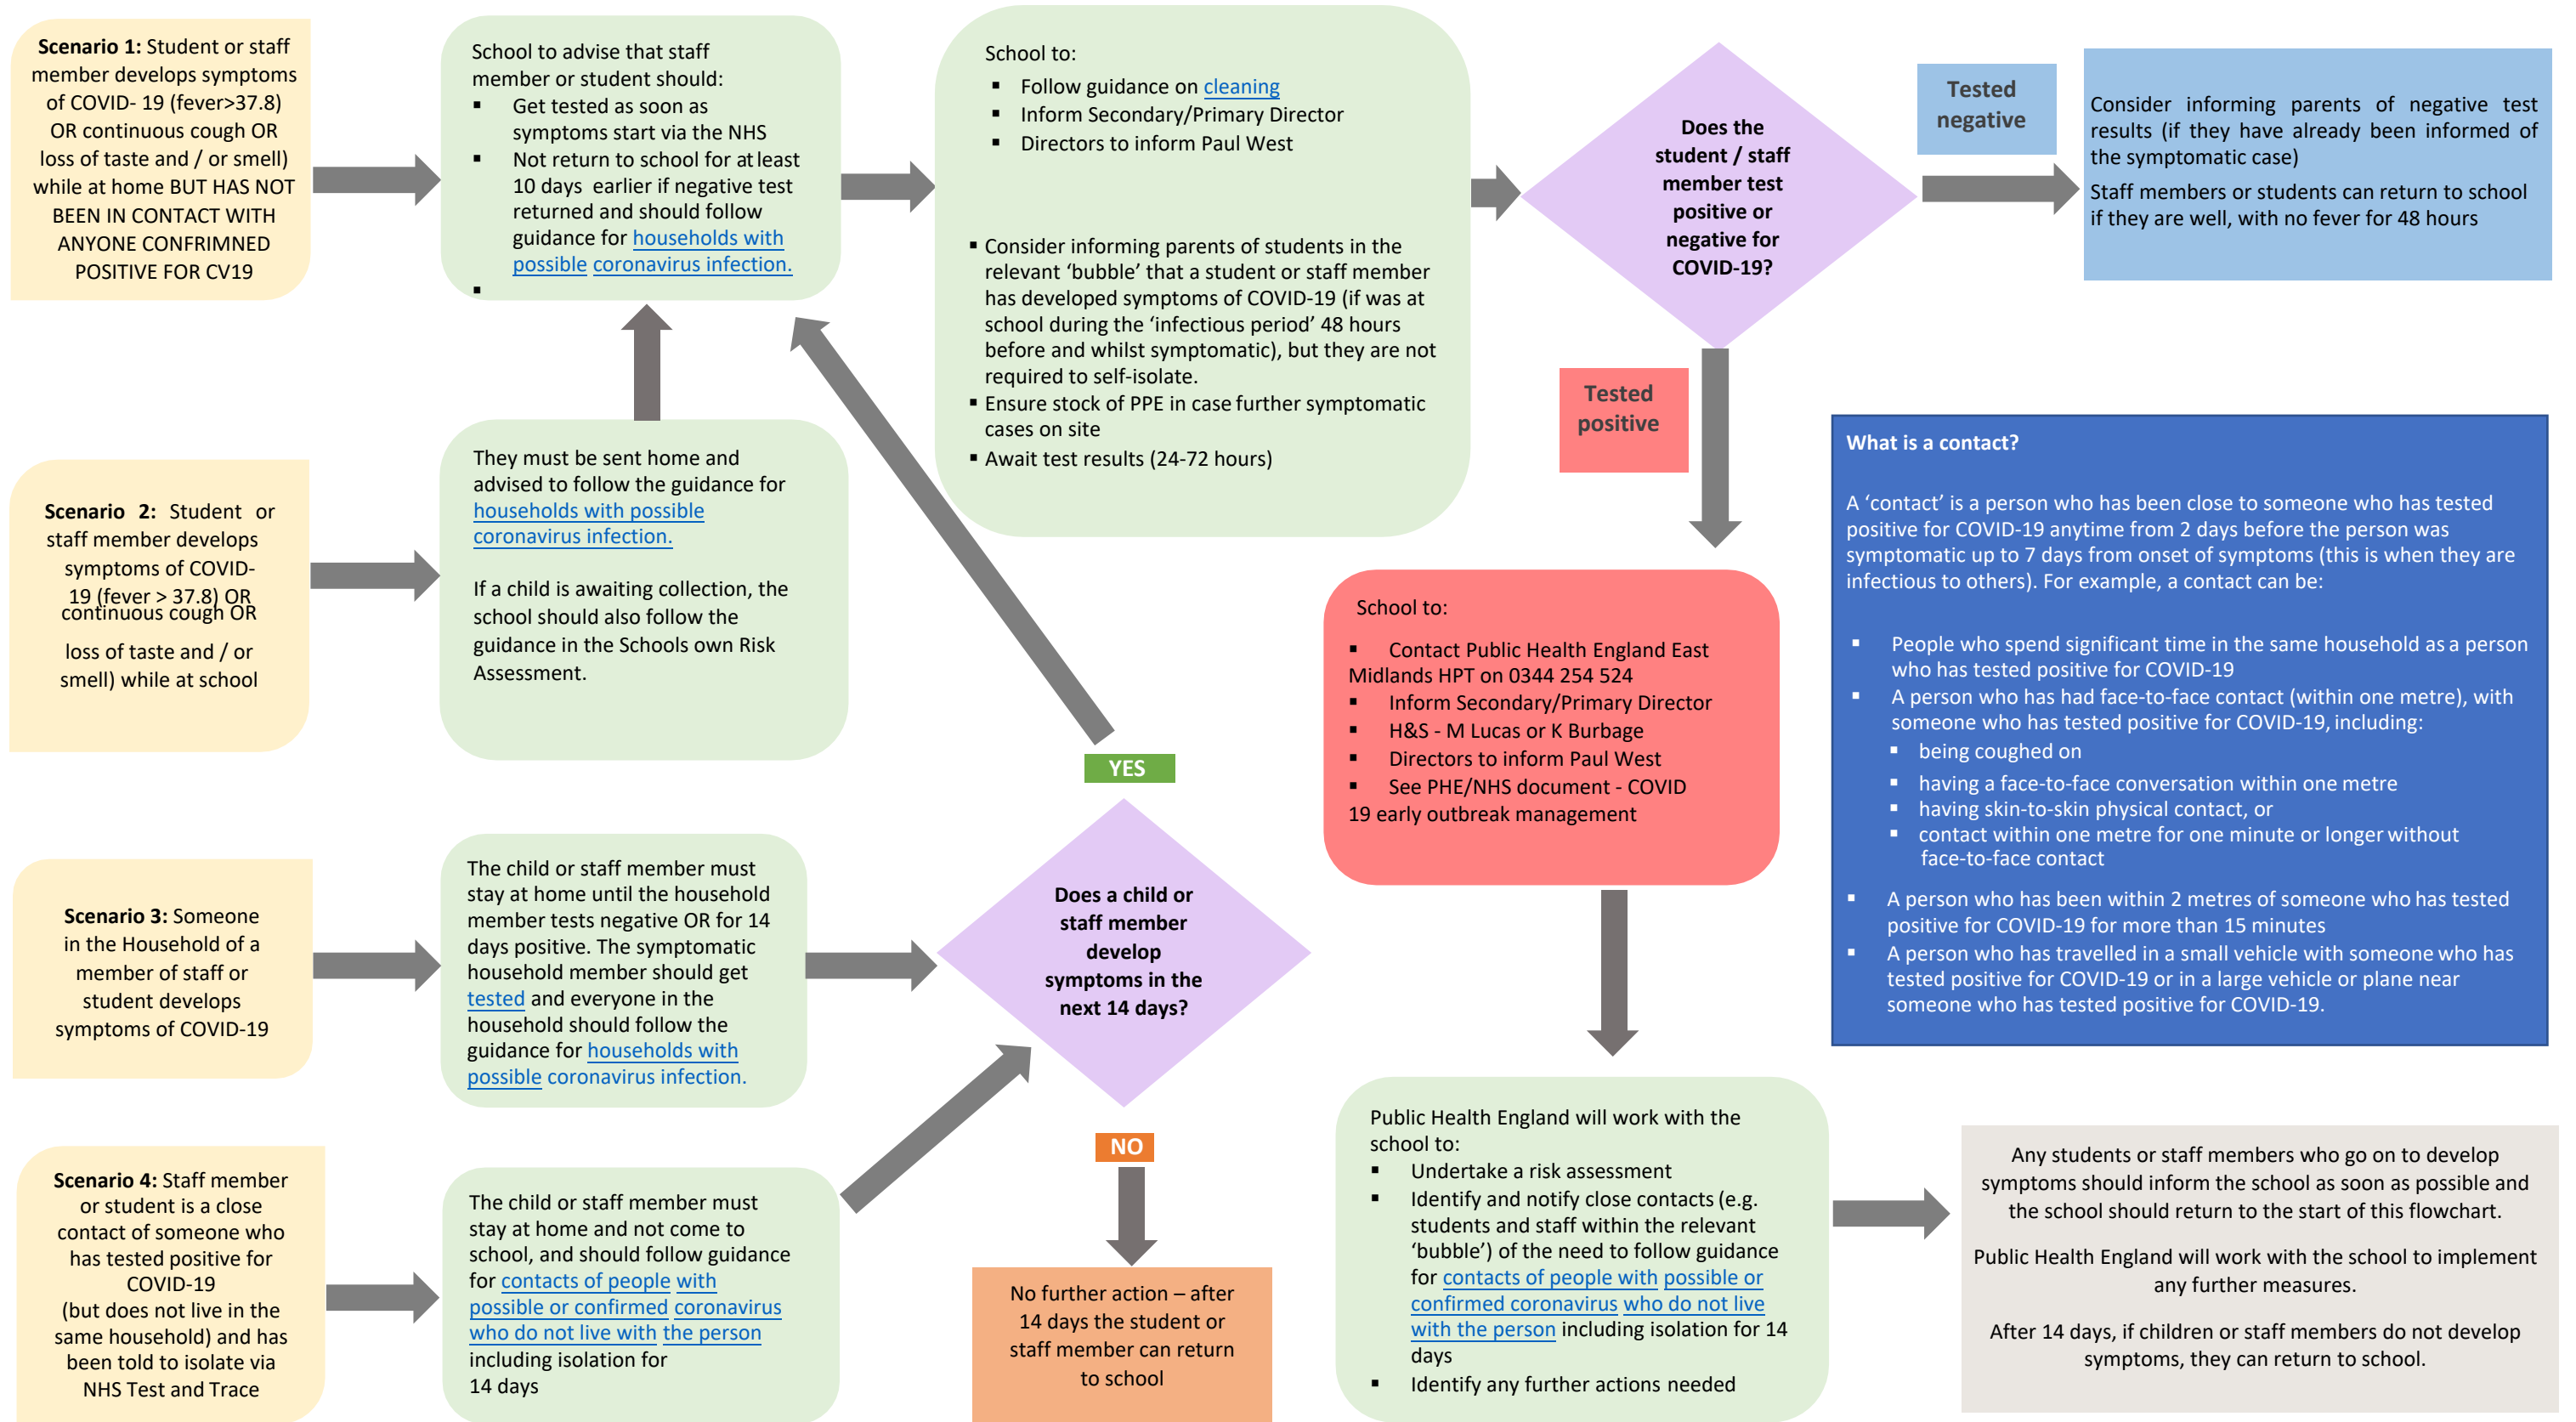 Scenario 1: Student or staff
member develops symptoms
of COVID- 19 (fever>37.8)
OR continuous cough OR
loss of taste and / or smell)
while at home BUT HAS NOT
BEEN IN CONTACT WITH
ANYONE CONFRIMNED
POSITIVE FOR CV19
School to advise that staff
member or student should:
▪ Get tested as soon as
symptoms start via the NHS
▪ Not return to school for at least
10 days earlier if negative test
returned and should follow
guidance for households with
possible coronavirus infection.
▪
School to:
▪ Follow guidance on cleaning
▪ Inform Secondary/Primary Director
▪ Directors to inform Paul West
▪ Consider informing parents of students in the
relevant ‘bubble’ that a student or staff member
has developed symptoms of COVID-19 (if was at
school during the ‘infectious period’ 48 hours
before and whilst symptomatic), but they are not
required to self-isolate.
▪ Ensure stock of PPE in case further symptomatic
cases on site
▪ Await test results (24-72 hours)
Does the
student / staff
member test
positive or
negative for
COVID-19?
Tested
negative
Consider informing parents of negative test
results (if they have already been informed of
the symptomatic case)
Staff members or students can return to school
if they are well, with no fever for 48 hours
Tested
positive
Scenario 2: Student or
staff member develops
symptoms of COVID-
19 (fever > 37.8) OR
continuous cough OR
loss of taste and / or
smell) while at school
They must be sent home and
advised to follow the guidance for
households with possible
coronavirus infection.
If a child is awaiting collection, the
school should also follow the
guidance in the Schools own Risk
Assessment.
What is a contact?
A ‘contact’ is a person who has been close to someone who has tested
positive for COVID-19 anytime from 2 days before the person was
symptomatic up to 7 days from onset of symptoms (this is when they are
infectious to others). For example, a contact can be:
▪ People who spend significant time in the same household as a person
who has tested positive for COVID-19
▪ A person who has had face-to-face contact (within one metre), with
someone who has tested positive for COVID-19, including:
▪ being coughed on
▪ having a face-to-face conversation within one metre
▪ having skin-to-skin physical contact, or
▪ contact within one metre for one minute or longer without
face-to-face contact
▪ A person who has been within 2 metres of someone who has tested
positive for COVID-19 for more than 15 minutes
▪ A person who has travelled in a small vehicle with someone who has
tested positive for COVID-19 or in a large vehicle or plane near
someone who has tested positive for COVID-19.
School to:
▪ Contact Public Health England East
Midlands HPT on 0344 254 524
▪ Inform Secondary/Primary Director
▪ H&S - M Lucas or K Burbage
▪ Directors to inform Paul West
▪ See PHE/NHS document - COVID
19 early outbreak management
YES
Scenario 3: Someone
in the Household of a
member of staff or
student develops
symptoms of COVID-19
The child or staff member must
stay at home until the household
member tests negative OR for 14
days positive. The symptomatic
household member should get
tested and everyone in the
household should follow the
guidance for households with
possible coronavirus infection.
Does a child or
staff member
develop
symptoms in the
next 14 days?
NO
Scenario 4: Staff member
or student is a close
contact of someone who
has tested positive for
COVID-19
(but does not live in the
same household) and has
been told to isolate via
NHS Test and Trace
The child or staff member must
stay at home and not come to
school, and should follow guidance
for contacts of people with
possible or confirmed coronavirus
who do not live with the person
including isolation for
14 days
No further action – after
14 days the student or
staff member can return
to school
Public Health England will work with the
school to:
▪ Undertake a risk assessment
▪ Identify and notify close contacts (e.g.
students and staff within the relevant
‘bubble’) of the need to follow guidance
for contacts of people with possible or
confirmed coronavirus who do not live
with the person including isolation for 14
days
▪ Identify any further actions needed
Any students or staff members who go on to develop
symptoms should inform the school as soon as possible and
the school should return to the start of this flowchart.
Public Health England will work with the school to implement
any further measures.
After 14 days, if children or staff members do not develop
symptoms, they can return to school.